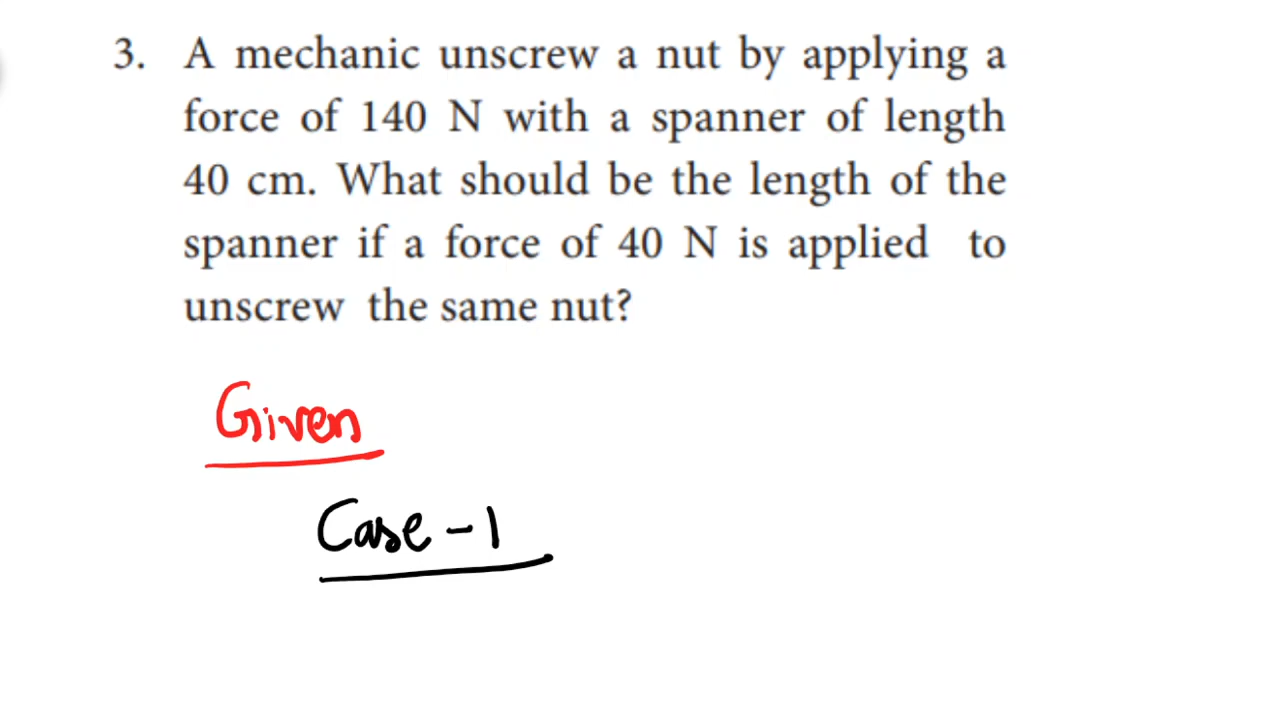 3. A mechanic unscrew a nut by applying a
force of 140 N with a spanner of length
40 cm. What should be the length of the
spanner if a force of 40 N is applied to
unscrew the same nut?
Given
Case - 1